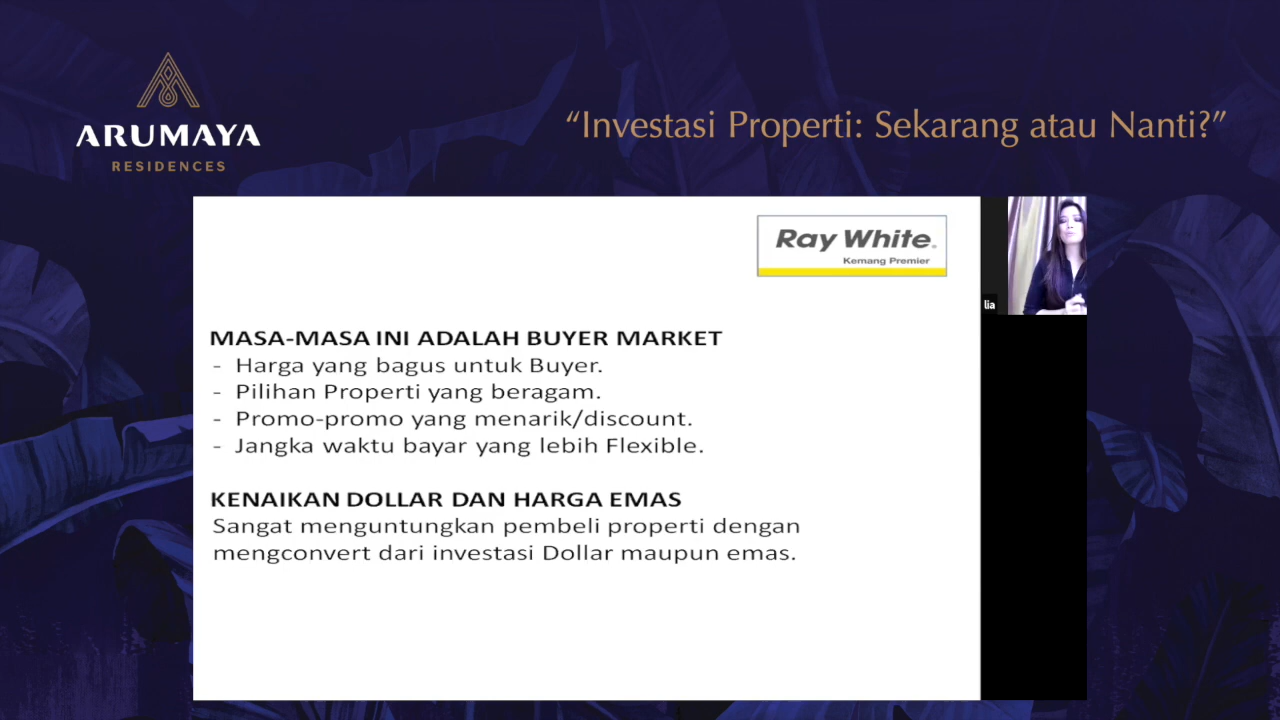 ARUMAYA
RESIDENCES
“Investasi Properti: Sekarang atau Nanti?”
Ray White.
Kemang Premier
lia
MASA-MASA INI ADALAH BUYER MARKET
- Harga yang bagus untuk Buyer.
- Pilihan Properti yang beragam.
- Promo-promo yang menarik/discount.
- Jangka waktu bayar yang lebih Flexible.
KENAIKAN DOLLAR DAN HARGA EMAS
Sangat menguntungkan pembeli properti dengan
mengconvert dari investasi Dollar maupun emas.